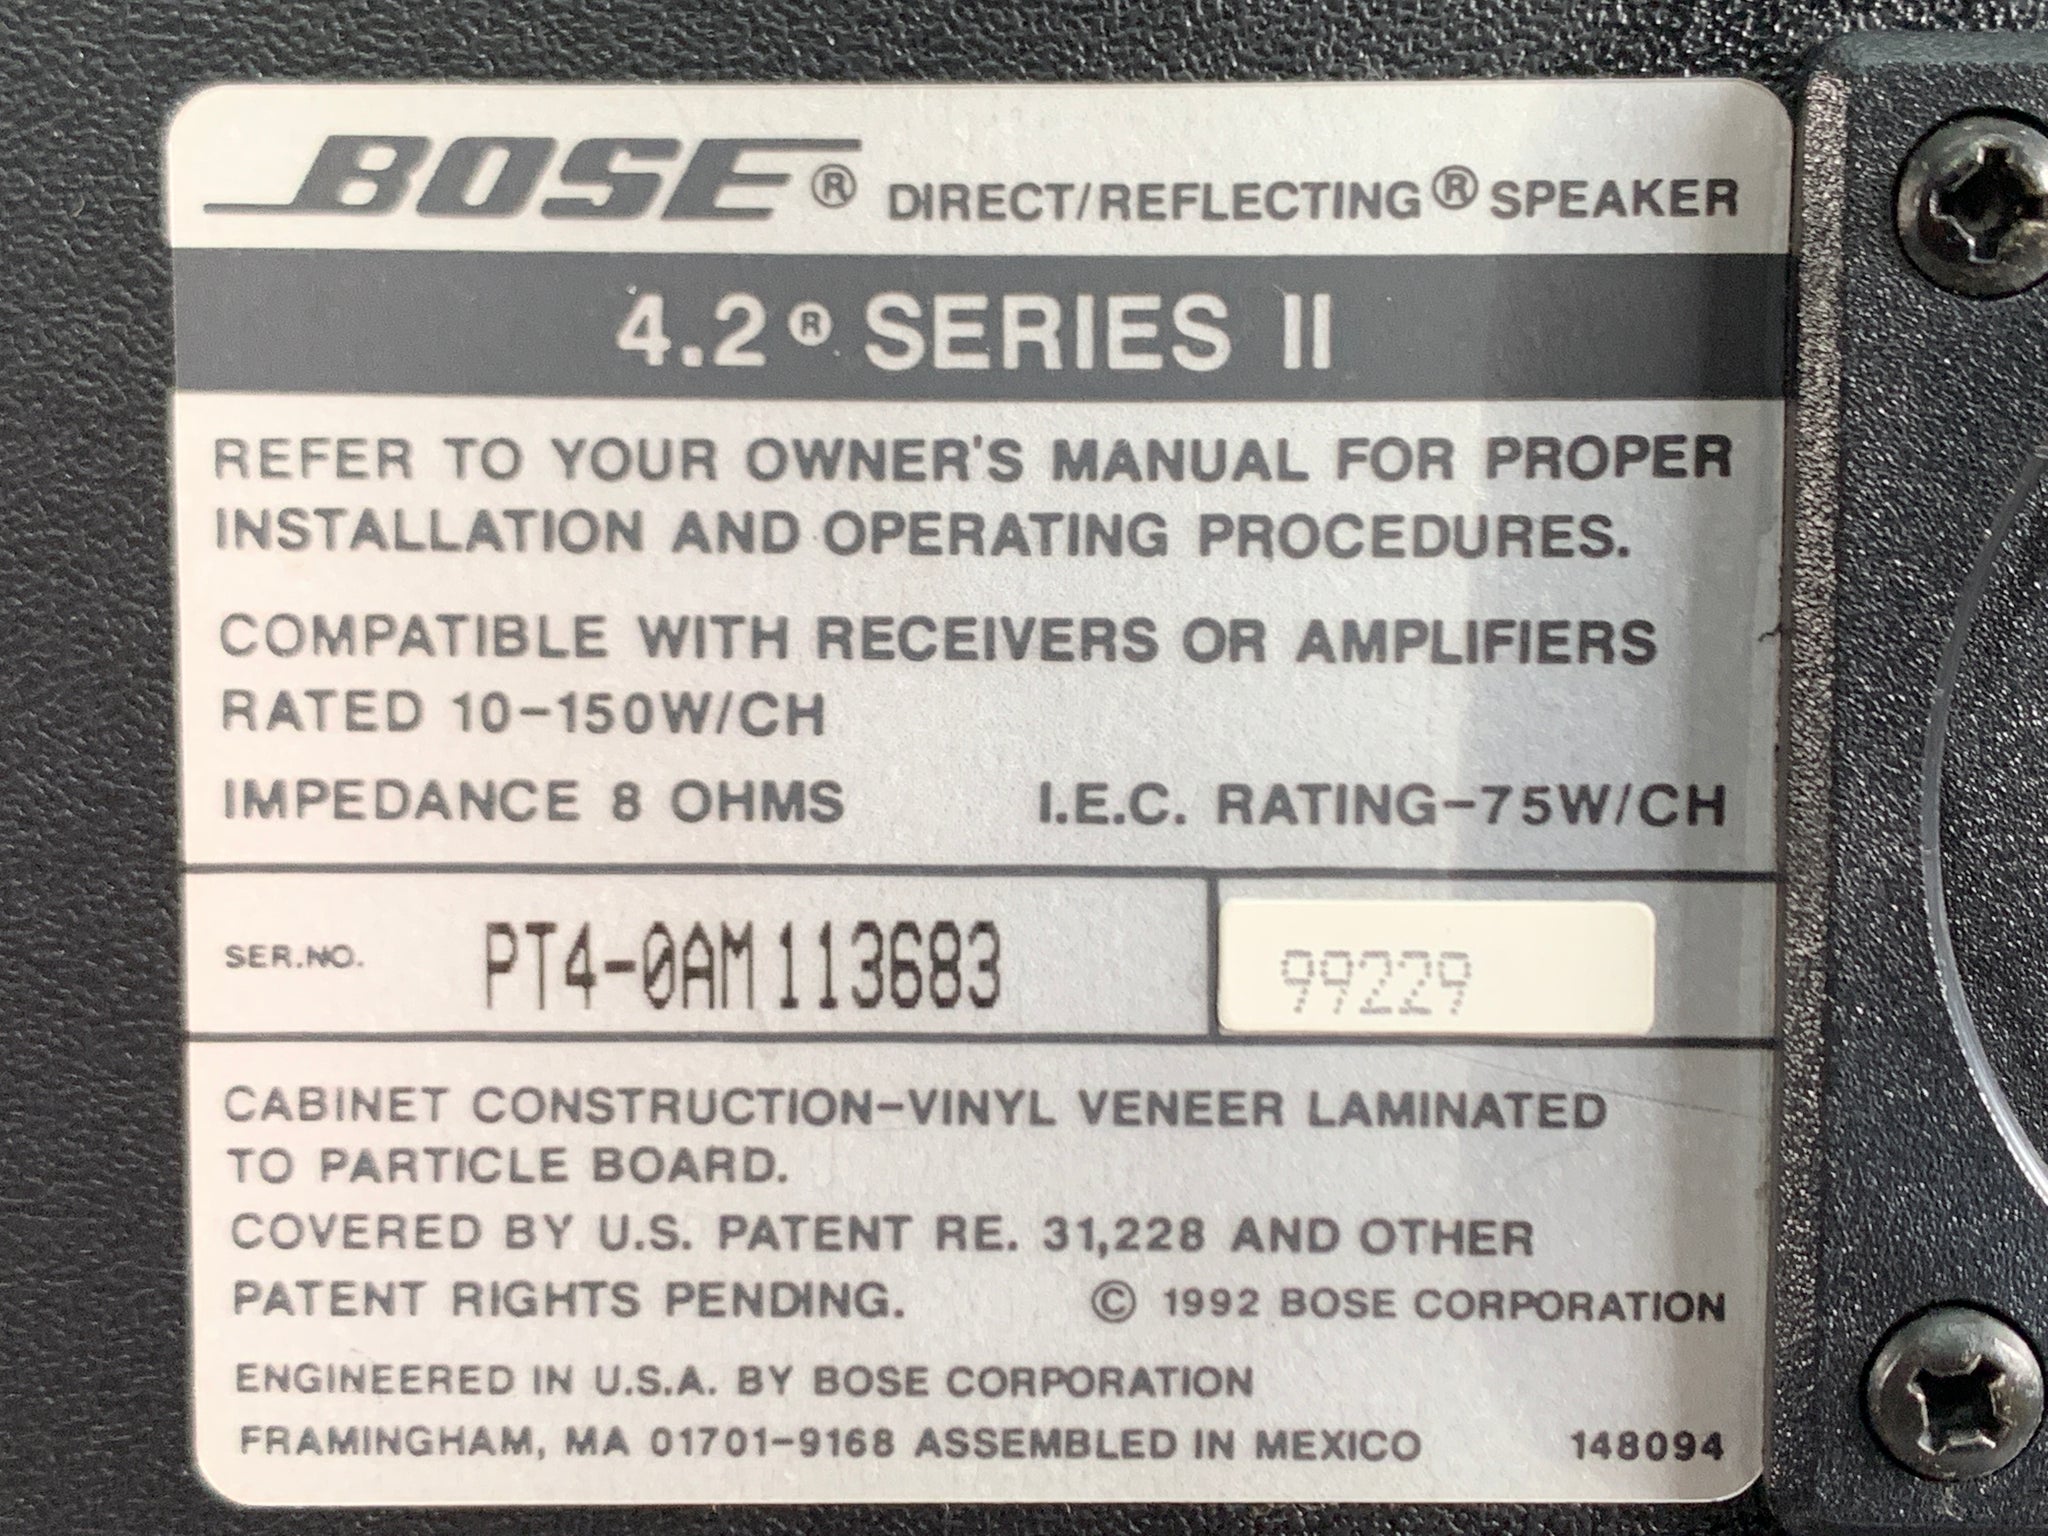 BOSE® DIRECT/REFLECTING® SPEAKER
4.2® SERIES II
REFER TO YOUR OWNER'S MANUAL FOR PROPER
INSTALLATION AND OPERATING PROCEDURES.
COMPATIBLE WITH RECEIVERS OR AMPLIFIERS
RATED 10-150W/CH
IMPEDANCE 8 OHMS I.E.C. RATING-75W/CH
SER.NO. PT4-0AM113683 99229
CABINET CONSTRUCTION-VINYL VENEER LAMINATED
TO PARTICLE BOARD.
COVERED BY U.S. PATENT RE. 31,228 AND OTHER
PATENT RIGHTS PENDING. © 1992 BOSE CORPORATION
ENGINEERED IN U.S.A. BY BOSE CORPORATION
FRAMINGHAM, MA 01701-9168 ASSEMBLED IN MEXICO 148094